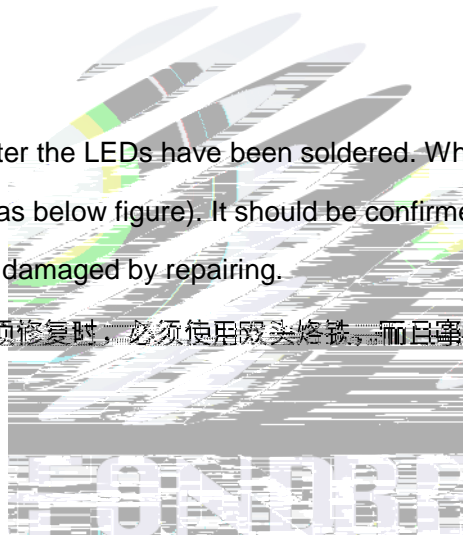 ter the LEDs have been soldered. Wh
as below figure). It should be confirme
damaged by repairing.
须修复时，必须使用双头烙铁，而且事